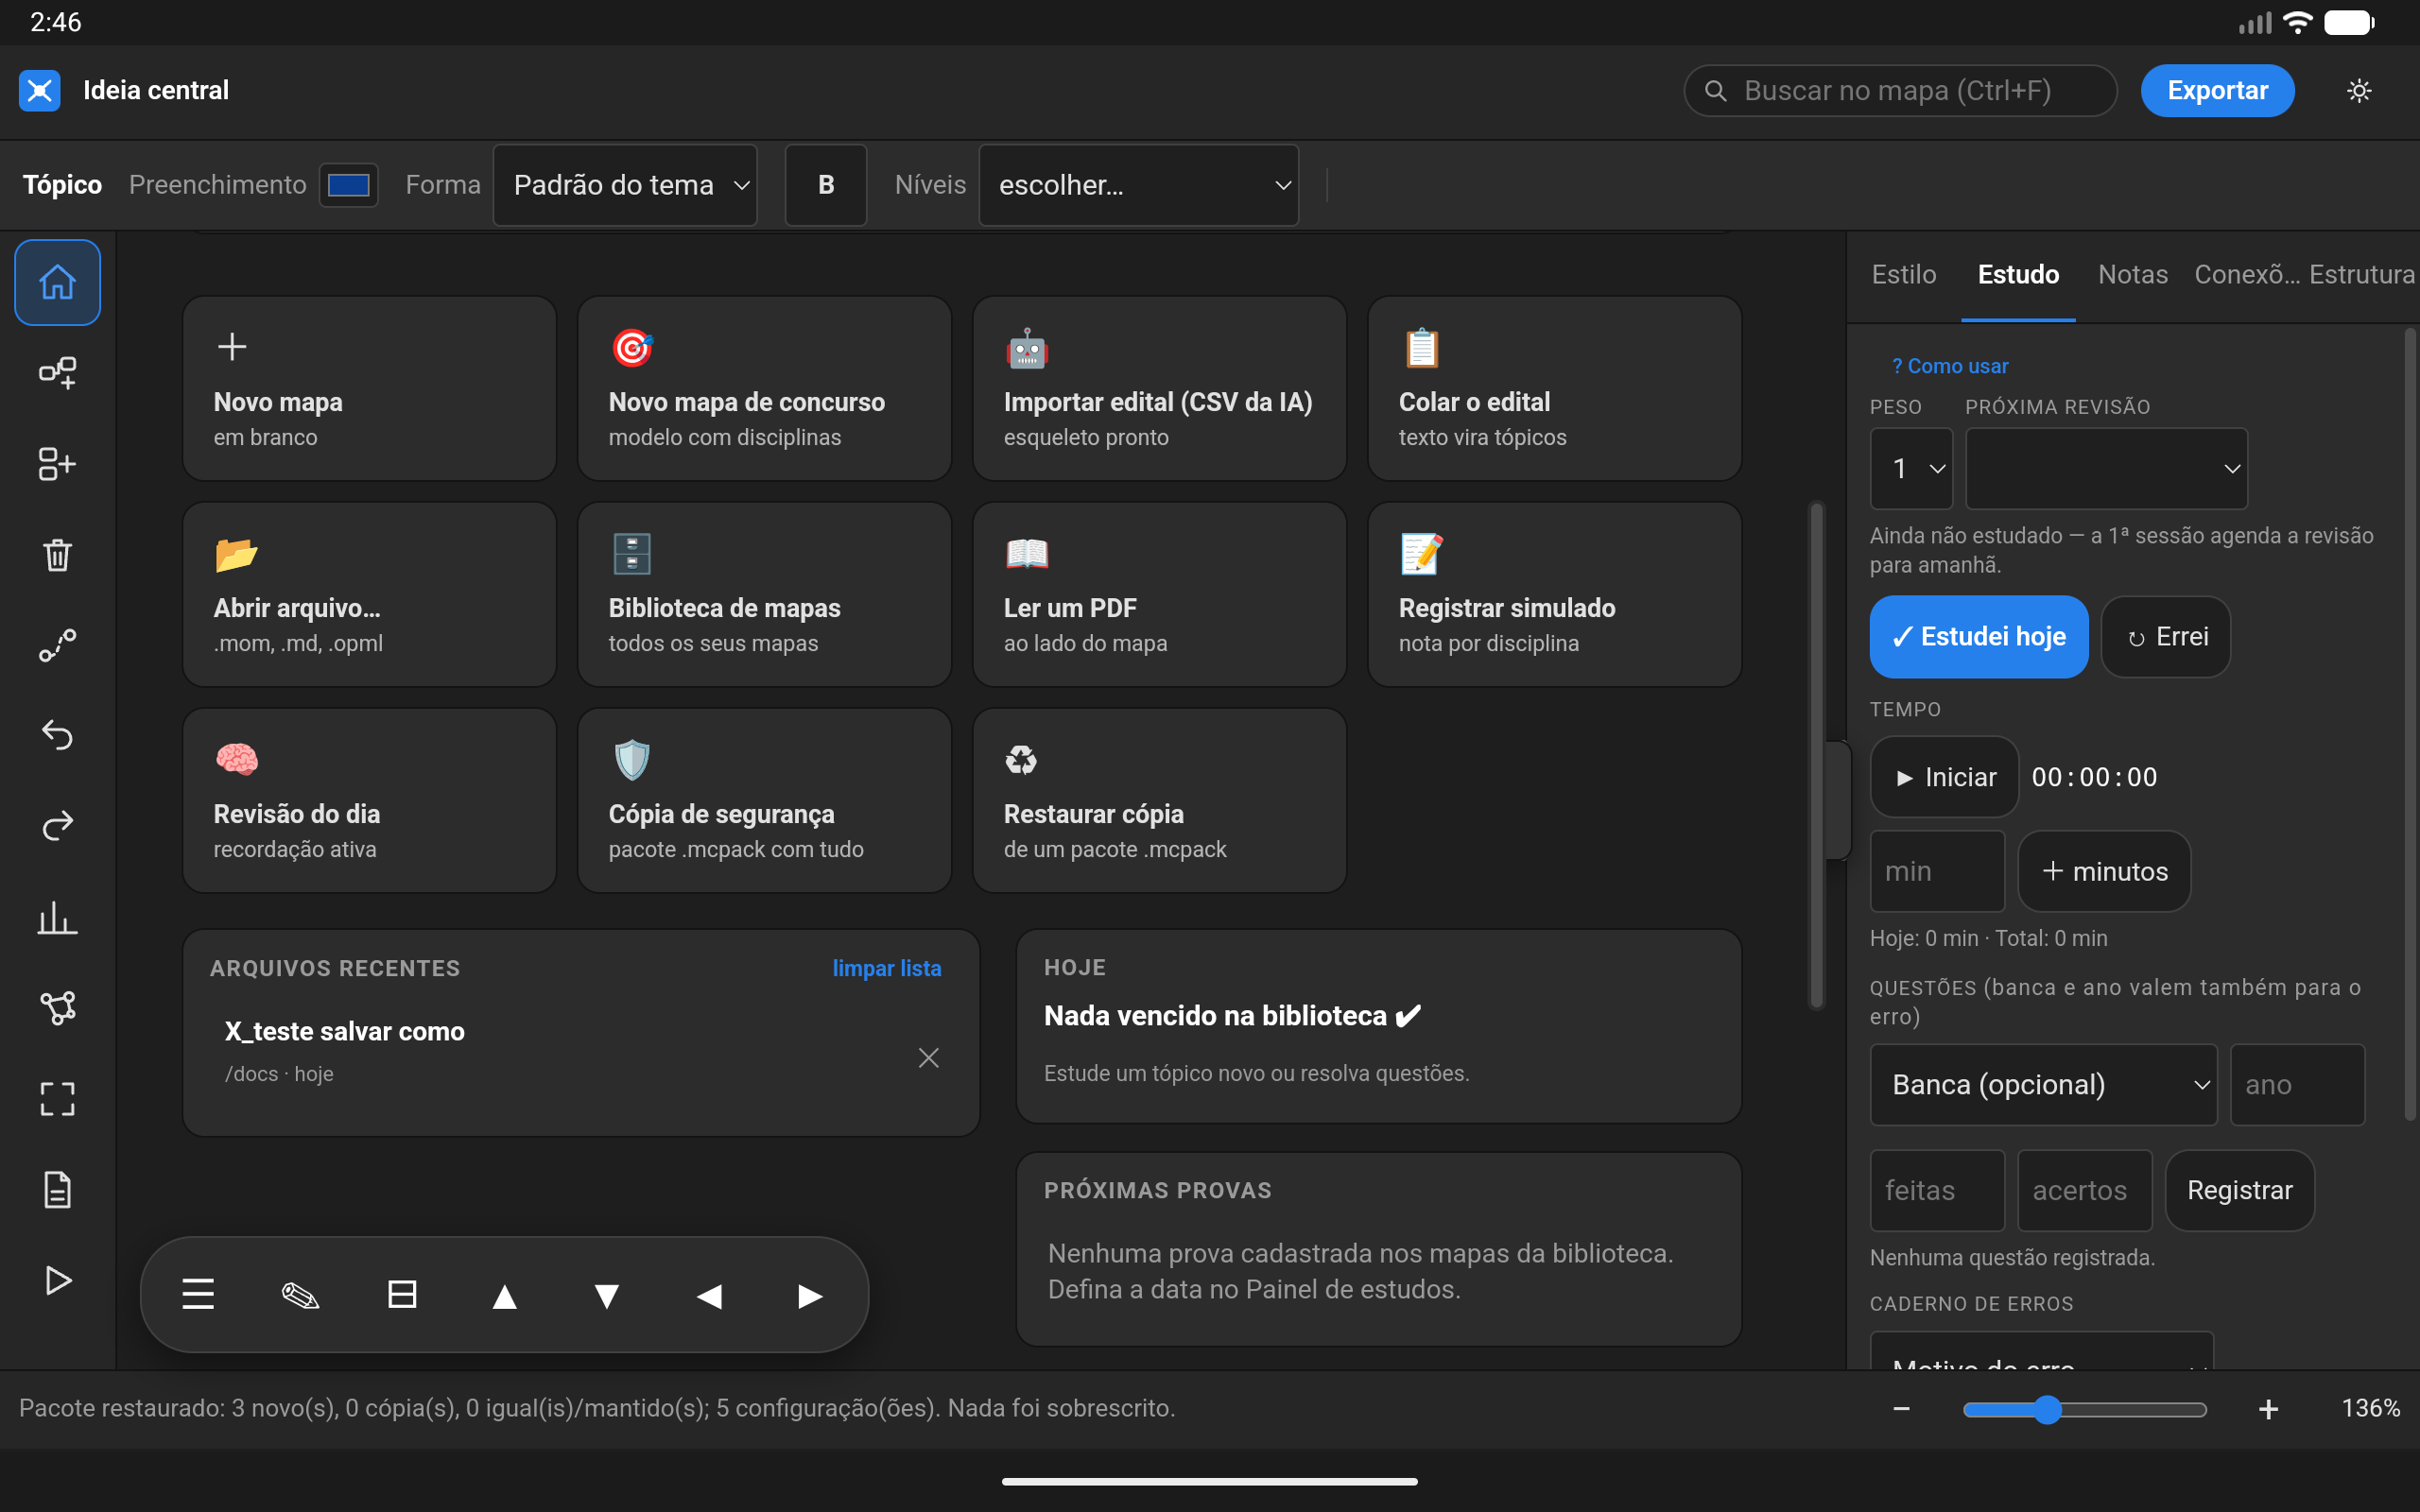 2:46
Ideia central
Buscar no mapa (Ctrl+F)
Exportar
Tópico
Preenchimento
Forma
Padrão do tema
B
Níveis
escolher...
Estilo
Estudo
Notas
Conexõ...
Estrutura
Novo mapa
em branco
Novo mapa de concurso
modelo com disciplinas
Importar edital (CSV da IA)
esqueleto pronto
Colar o edital
texto vira tópicos
Abrir arquivo...
.mom, .md, .opml
Biblioteca de mapas
todos os seus mapas
Ler um PDF
ao lado do mapa
Registrar simulado
nota por disciplina
Revisão do dia
recordação ativa
Cópia de segurança
pacote .mcpack com tudo
Restaurar cópia
de um pacote .mcpack
ARQUIVOS RECENTES
limpar lista
X_teste salvar como
/docs · hoje
HOJE
Nada vencido na biblioteca ✔
Estude um tópico novo ou resolva questões.
PRÓXIMAS PROVAS
Nenhuma prova cadastrada nos mapas da biblioteca.
Defina a data no Painel de estudos.
? Como usar
PESO
PRÓXIMA REVISÃO
1
Ainda não estudado — a 1ª sessão agenda a revisão
para amanhã.
✓ Estudei hoje
↻ Errei
TEMPO
► Iniciar
00:00:00
min
+ minutos
Hoje: 0 min · Total: 0 min
QUESTÕES (banca e ano valem também para o
erro)
Banca (opcional)
ano
feitas
acertos
Registrar
Nenhuma questão registrada.
CADERNO DE ERROS
Motivo do erro
Pacote restaurado: 3 novo(s), 0 cópia(s), 0 igual(is)/mantido(s); 5 configuração(ões). Nada foi sobrescrito.
−
+
136%